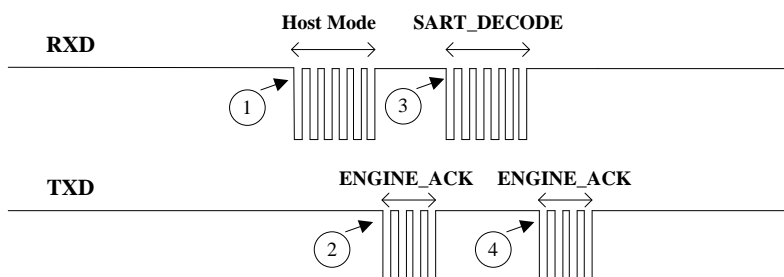 Host Mode SART_DECODE
RXD
1 3
ENGINE_ACK ENGINE_ACK
TXD
2 4